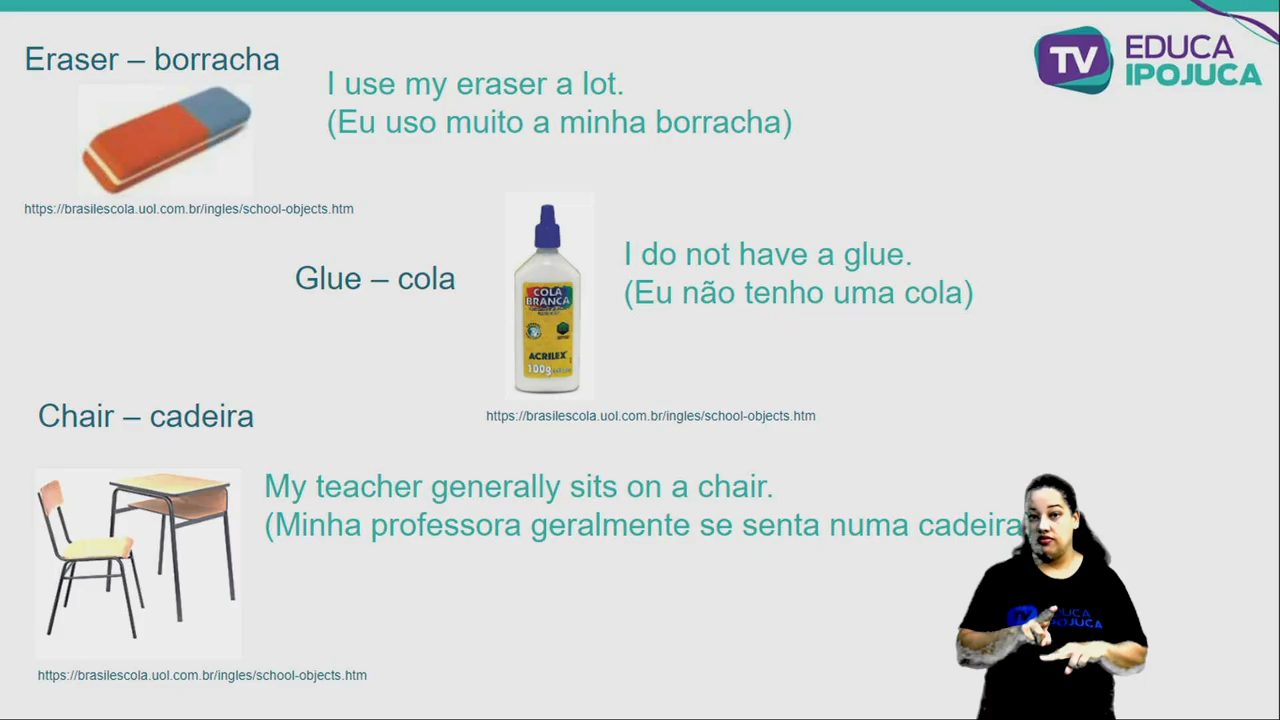 Eraser – borracha
I use my eraser a lot.
(Eu uso muito a minha borracha)
TV EDUCA
IPOJUCA
https://brasilescola.uol.com.br/ingles/school-objects.htm
Glue – cola
COLA
BRANCA
ACRILEX
100g
I do not have a glue.
(Eu não tenho uma cola)
https://brasilescola.uol.com.br/ingles/school-objects.htm
Chair – cadeira
My teacher generally sits on a chair.
(Minha professora geralmente se senta numa cadeira
TV EDUCA
IPOJUCA
https://brasilescola.uol.com.br/ingles/school-objects.htm